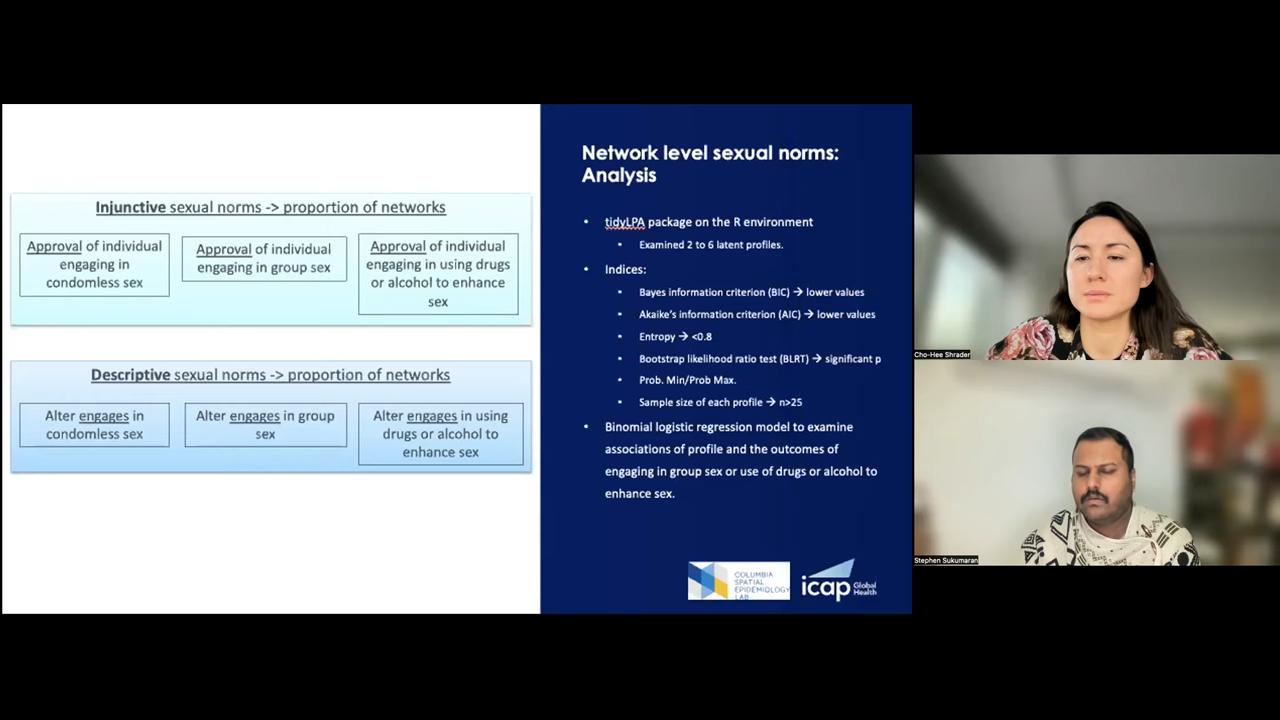 Injunctive sexual norms -> proportion of networks
Approval of individual
engaging in
condomless sex
Approval of individual
engaging in group sex
Approval of individual
engaging in using drugs
or alcohol to enhance
sex
Descriptive sexual norms -> proportion of networks
Alter engages in
condomless sex
Alter engages in group
sex
Alter engages in using
drugs or alcohol to
enhance sex
Network level sexual norms:
Analysis
• tidyLPA package on the R environment
• Examined 2 to 6 latent profiles.
• Indices:
• Bayes information criterion (BIC) → lower values
• Akaike's information criterion (AIC) → lower values
• Entropy → <0.8
• Bootstrap likelihood ratio test (BLRT) → significant p
• Prob. Min/Prob Max.
• Sample size of each profile → n>25
• Binomial logistic regression model to examine
associations of profile and the outcomes of
engaging in group sex or use of drugs or alcohol to
enhance sex.
COLUMBIA
SPATIAL
EPIDEMIOLOGY
LAB
icap Global
Health
Cho-Hee Shrader
Stephen Sukumaran